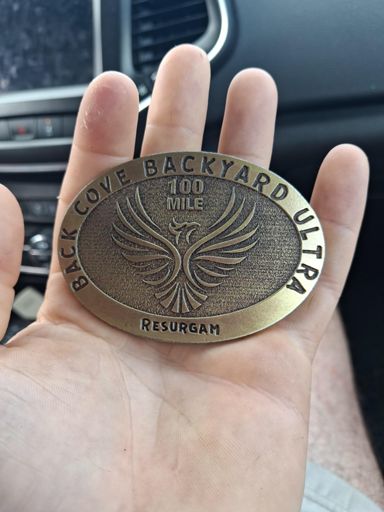 BACK COVE BACKYARD ULTRA
100
MILE
RESURGAM